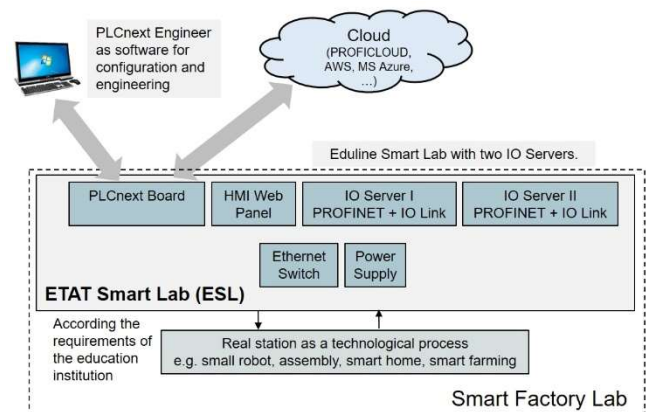 PLCnext Engineer
as software for
configuration and
engineering
Cloud
(PROFICLOUD,
AWS, MS Azure,
…)
Eduline Smart Lab with two IO Servers.
PLCnext Board
HMI Web
Panel
IO Server I
PROFINET + IO Link
IO Server II
PROFINET + IO Link
Ethernet
Switch
Power
Supply
ETAT Smart Lab (ESL)
According the
requirements of
the education
institution
Real station as a technological process
e.g. small robot, assembly, smart home, smart farming
Smart Factory Lab